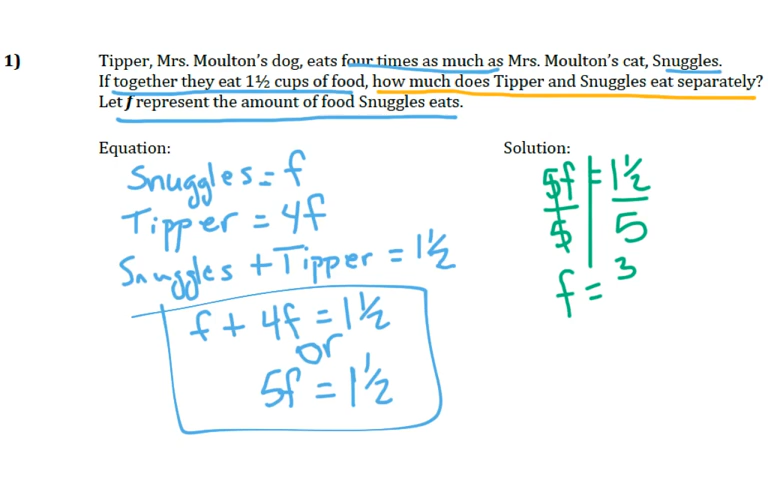 1) Tipper, Mrs. Moulton's dog, eats four times as much as Mrs. Moulton's cat, Snuggles.
If together they eat 1½ cups of food, how much does Tipper and Snuggles eat separately?
Let f represent the amount of food Snuggles eats.
Equation:
Snuggles = f
Tipper = 4f
Snuggles + Tipper = 1½
f + 4f = 1½
or
5f = 1½
Solution:
5f = 1½
5 5
f = 3